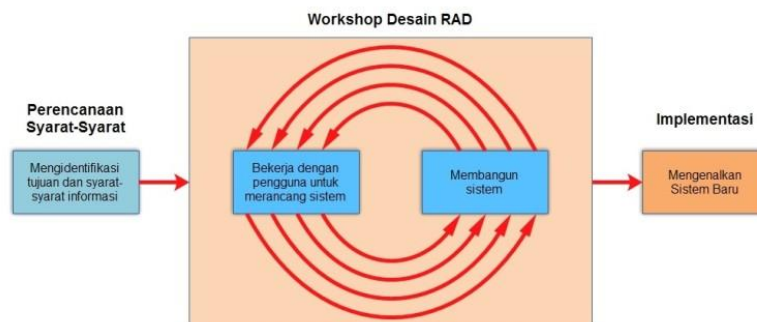 Workshop Desain RAD
Perencanaan
Syarat-Syarat
Mengidentifikasi
tujuan dan syarat-
syarat informasi
Bekerja dengan
pengguna untuk
merancang sistem
Membangun
sistem
Implementasi
Mengenalkan
Sistem Baru